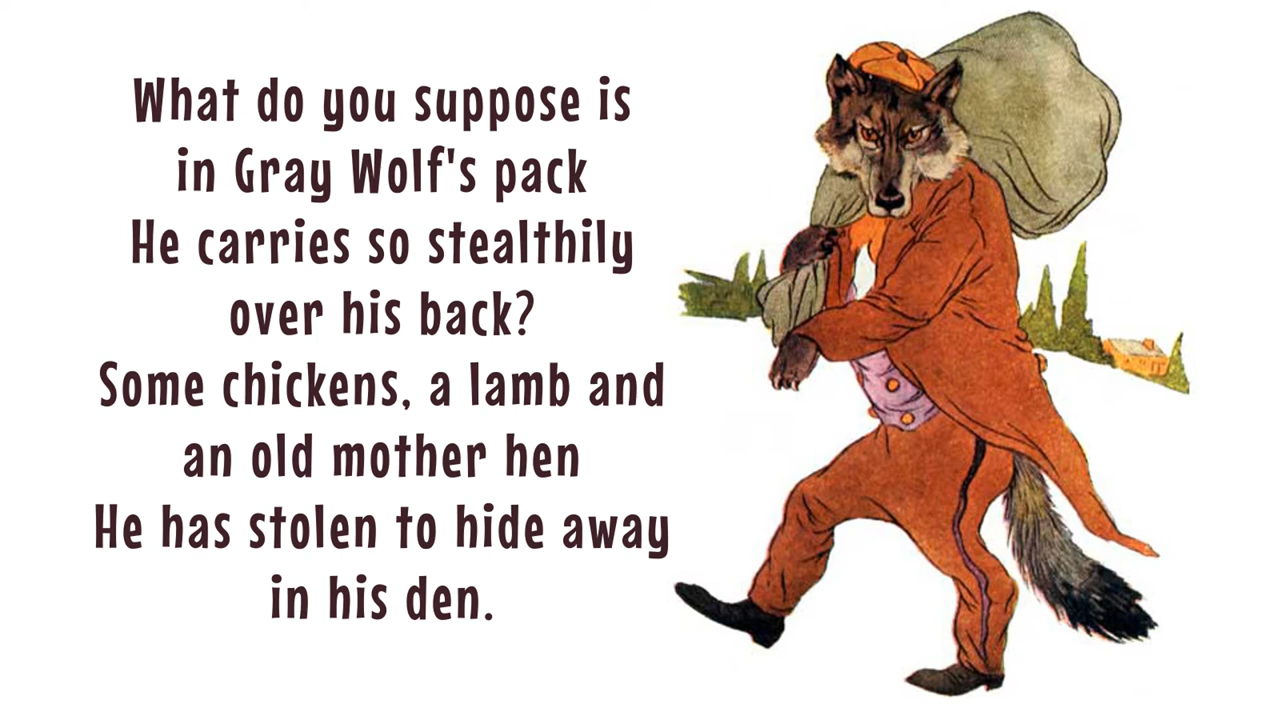 What do you suppose is
in Gray Wolf's pack
He carries so stealthily
over his back?
Some chickens, a lamb and
an old mother hen
He has stolen to hide away
in his den.